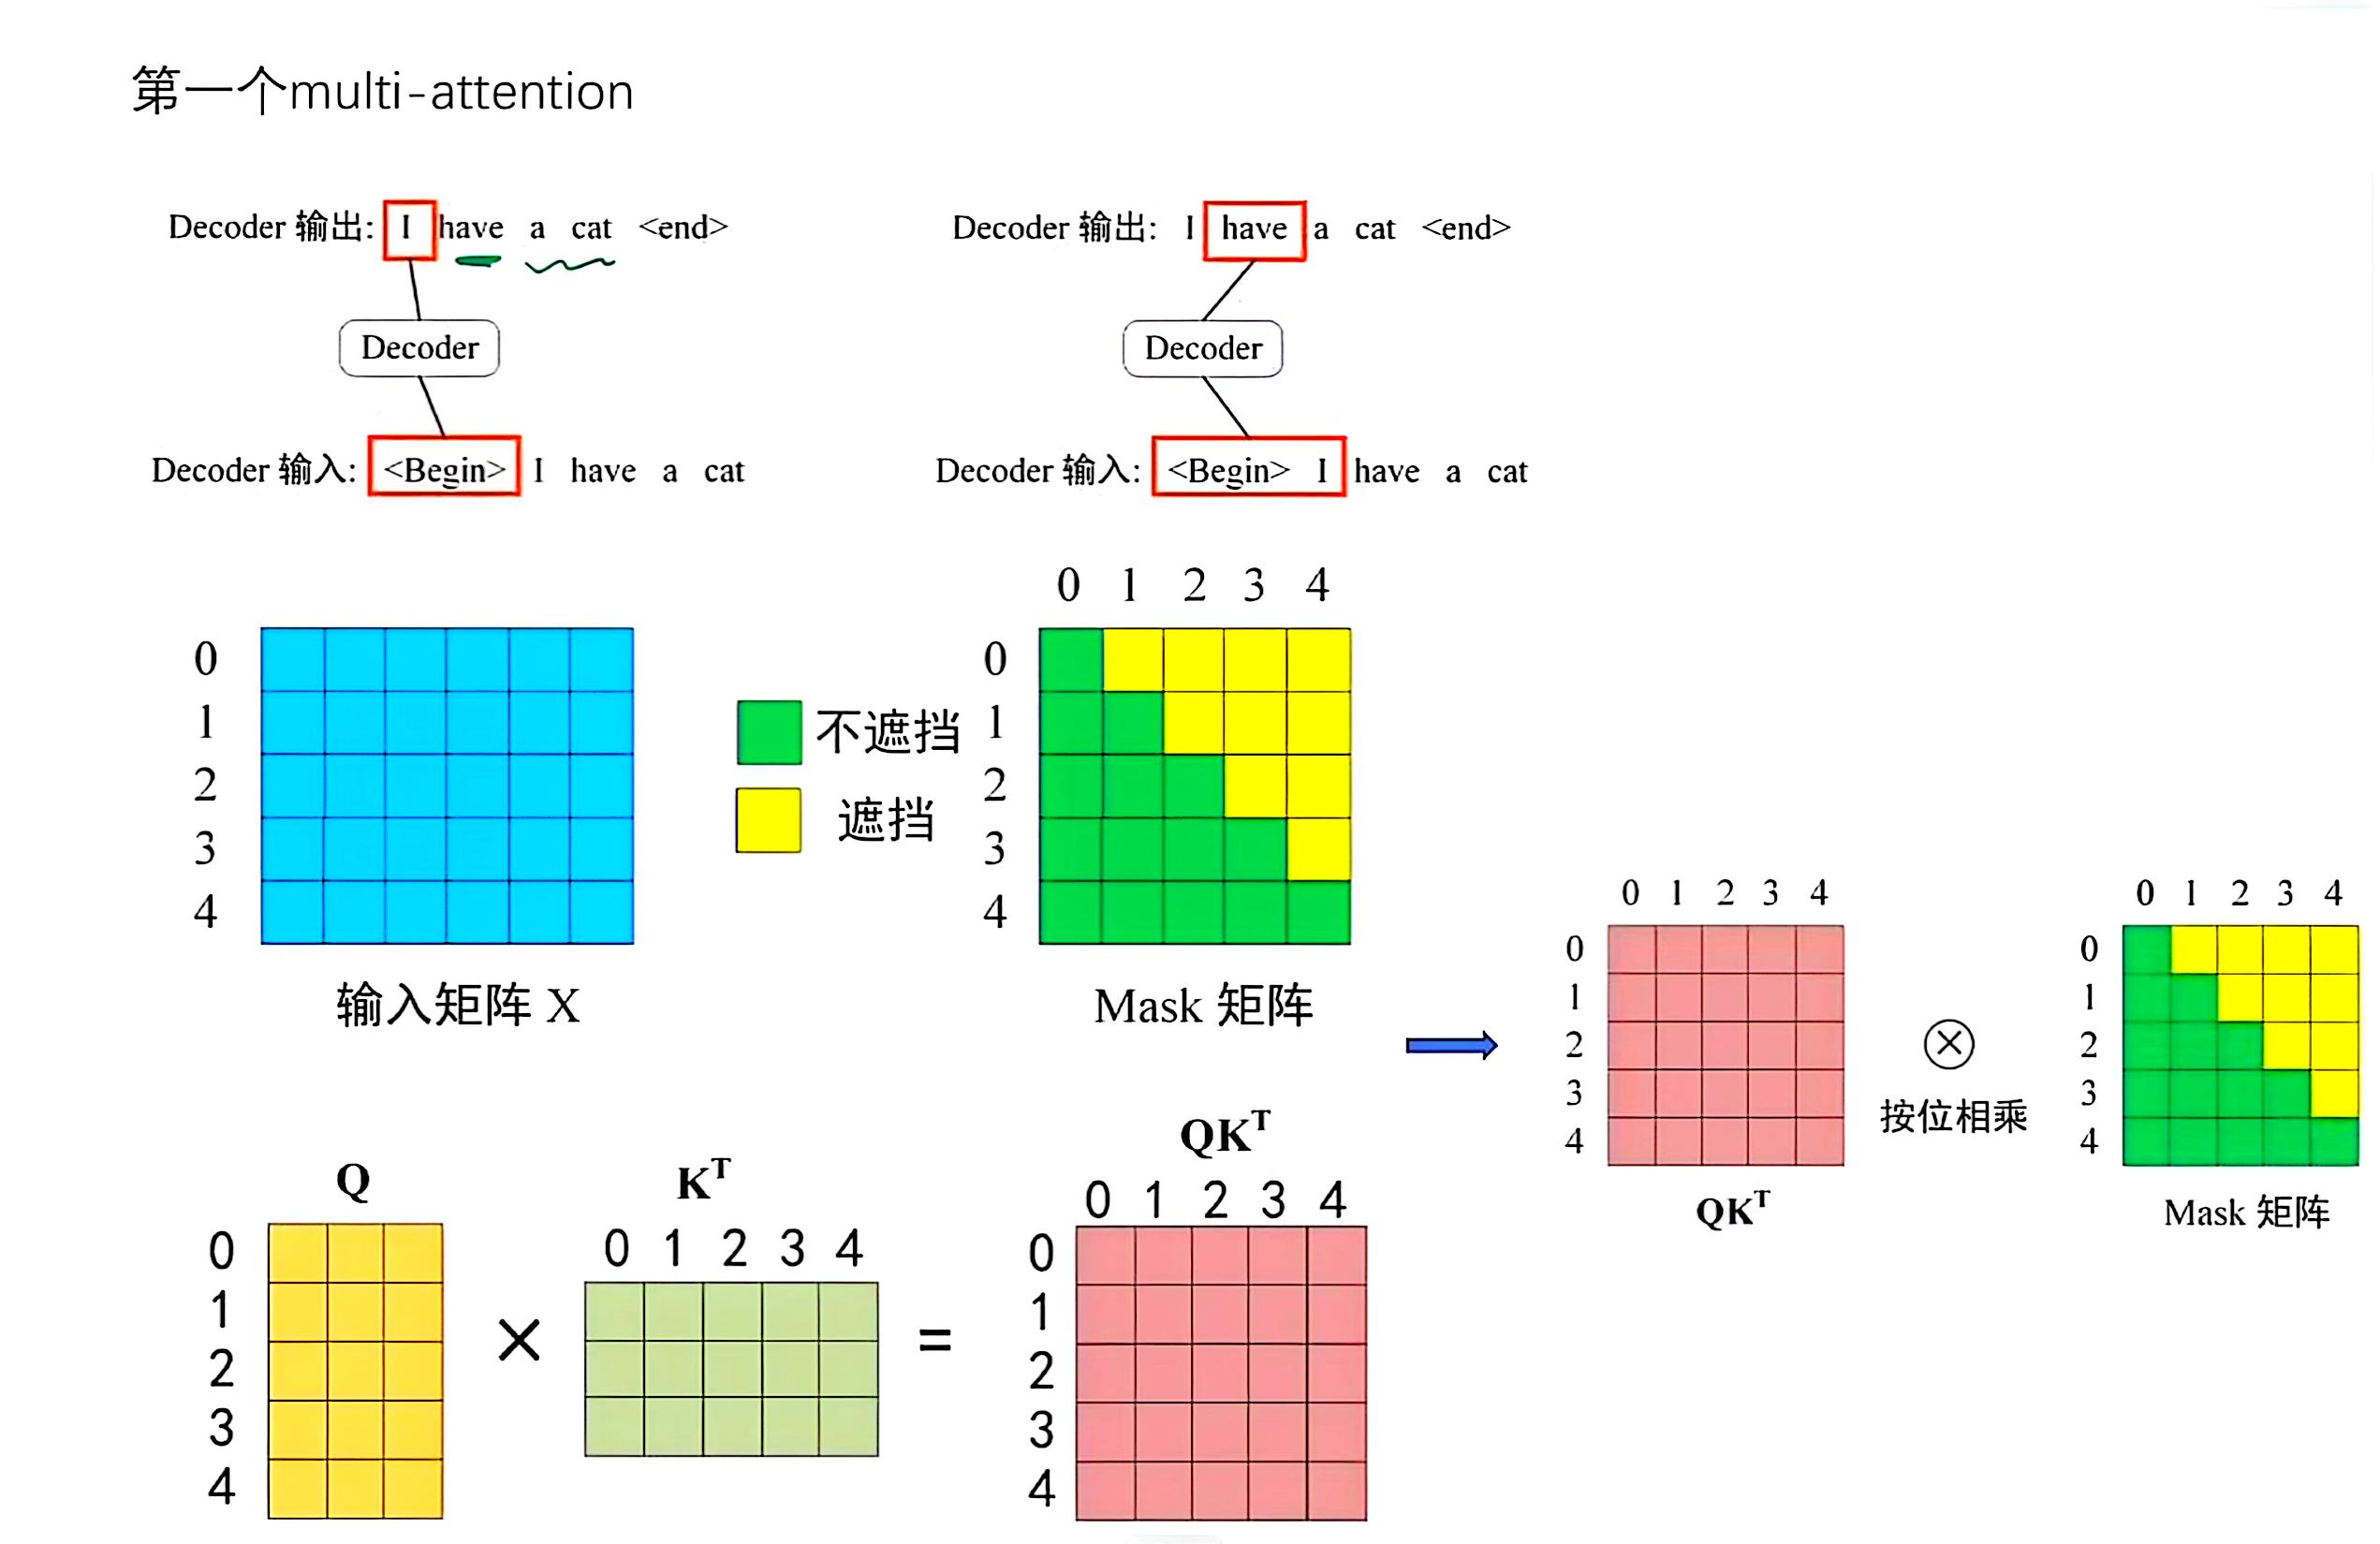 第一个multi-attention
Decoder 输出: I have a cat <end>
Decoder
Decoder 输入: <Begin> I have a cat
Decoder 输出: I have a cat <end>
Decoder
Decoder 输入: <Begin> I have a cat
0
1
2
3
4
输入矩阵 X
不遮挡
遮挡
0 1 2 3 4
0
1
2
3
4
Mask 矩阵
0 1 2 3 4
0
1
2
3
4
QKᵀ
按位相乘
0 1 2 3 4
0
1
2
3
4
Mask 矩阵
Q
0
1
2
3
4
×
Kᵀ
0 1 2 3 4
=
QKᵀ
0 1 2 3 4
0
1
2
3
4